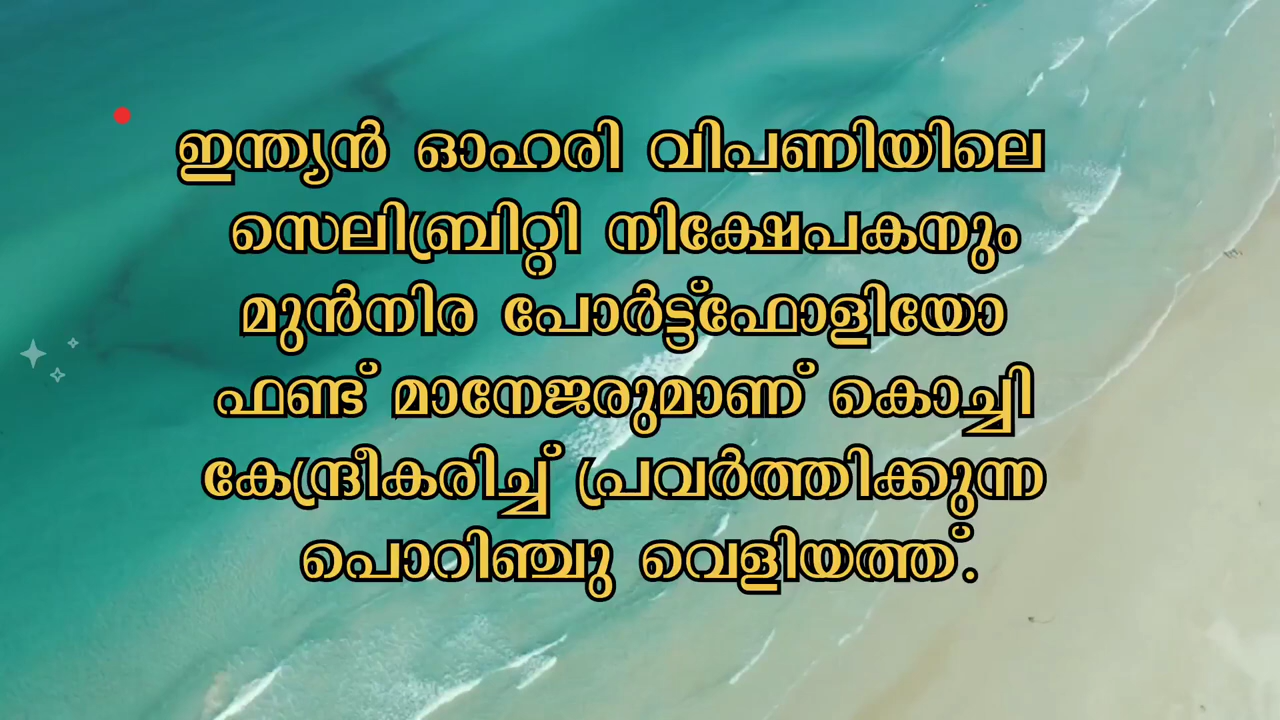 ഇന്ത്യൻ ഓഹരി വിപണിയിലെ
സെലിബ്രിറ്റി നിക്ഷേപകനും
മുൻനിര പോർട്ട്ഫോളിയോ
ഫണ്ട് മാനേജരുമാണ് കൊച്ചി
കേന്ദ്രീകരിച്ച് പ്രവർത്തിക്കുന്ന
പൊറിഞ്ചു വെളിയത്ത്.